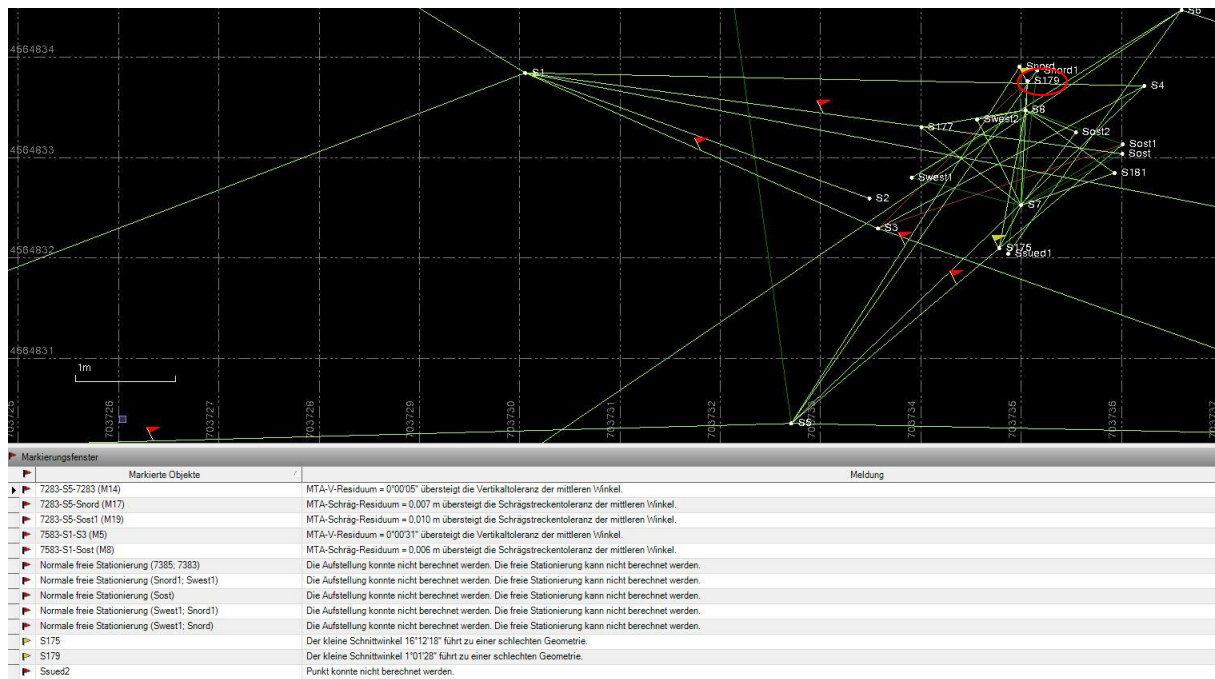 S6
4564834
Snord
Snord1
S1
S179
S4
S8
Swest2
S177
Sost2
4564833
Sost1
Sost
S181
Swest1
S2
S7
S3
4564832
S175
Ssued1
4564831
1m
703725
703726
703727
703728
703729
703730
703731
703732
703733
703734
703735
703736
703737
S5
Markierungsfenster
Markierte Objekte / Meldung
7283-S5-7283 (M14) MTA-V-Residuum = 0°00'05" übersteigt die Vertikaltoleranz der mittleren Winkel.
7283-S5-Snord (M17) MTA-Schräg-Residuum = 0,007 m übersteigt die Schrägstreckentoleranz der mittleren Winkel.
7283-S5-Sost1 (M19) MTA-Schräg-Residuum = 0,010 m übersteigt die Schrägstreckentoleranz der mittleren Winkel.
7583-S1-S3 (M5) MTA-V-Residuum = 0°00'31" übersteigt die Vertikaltoleranz der mittleren Winkel.
7583-S1-Sost (M8) MTA-Schräg-Residuum = 0,006 m übersteigt die Schrägstreckentoleranz der mittleren Winkel.
Normale freie Stationierung (7385; 7383) Die Aufstellung konnte nicht berechnet werden. Die freie Stationierung kann nicht berechnet werden.
Normale freie Stationierung (Snord1; Swest1) Die Aufstellung konnte nicht berechnet werden. Die freie Stationierung kann nicht berechnet werden.
Normale freie Stationierung (Sost) Die Aufstellung konnte nicht berechnet werden. Die freie Stationierung kann nicht berechnet werden.
Normale freie Stationierung (Swest1; Snord1) Die Aufstellung konnte nicht berechnet werden. Die freie Stationierung kann nicht berechnet werden.
Normale freie Stationierung (Swest1; Snord) Die Aufstellung konnte nicht berechnet werden. Die freie Stationierung kann nicht berechnet werden.
S175 Der kleine Schnittwinkel 16°12'18" führt zu einer schlechten Geometrie.
S179 Der kleine Schnittwinkel 1°01'28" führt zu einer schlechten Geometrie.
Ssued2 Punkt konnte nicht berechnet werden.